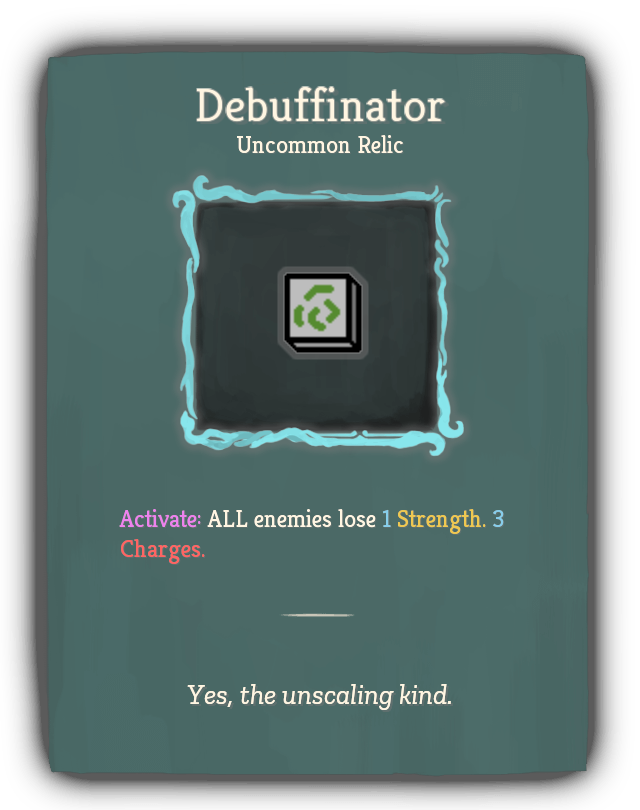 Debuffinator
Uncommon Relic
Activate: ALL enemies lose 1 Strength. 3
Charges.
Yes, the unscaling kind.